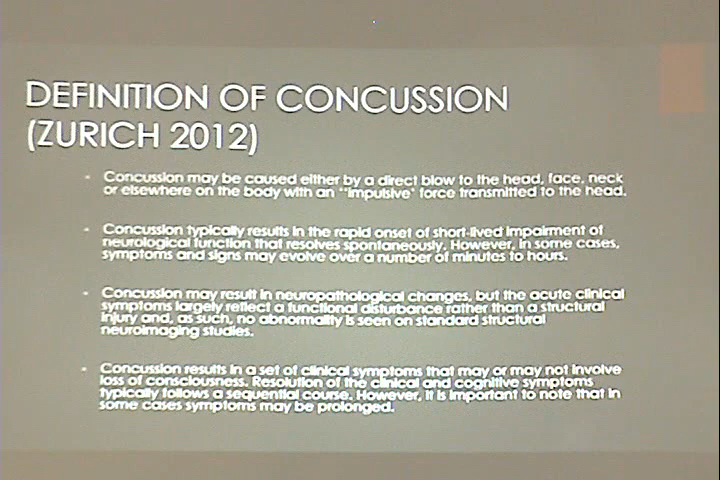 DEFINITION OF CONCUSSION
(ZURICH 2012)
• Concussion may be caused either by a direct blow to the head, face, neck
or elsewhere on the body with an "impulsive' force transmitted to the head.
• Concussion typically results in the rapid onset of short-lived impairment of
neurological function that resolves spontaneously. However, in some cases,
symptoms and signs may evolve over a number of minutes to hours.
• Concussion may result in neuropathological changes, but the acute clinical
symptoms largely reflect a functional disturbance rather than a structural
injury and, as such, no abnormality is seen on standard structural
neuroimaging studies.
• Concussion results in a set of clinical symptoms that may or may not involve
loss of consciousness. Resolution of the clinical and cognitive symptoms
typically follows a sequential course. However, it is important to note that in
some cases symptoms may be prolonged.